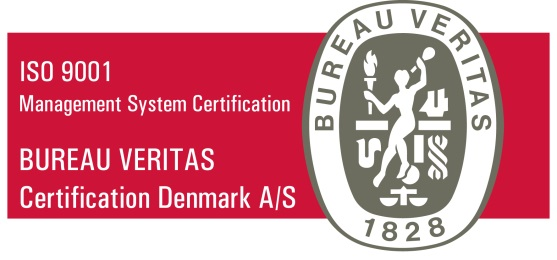 ISO 9001
Management System Certification
BUREAU VERITAS
Certification Denmark A/S
BUREAU VERITAS
1828